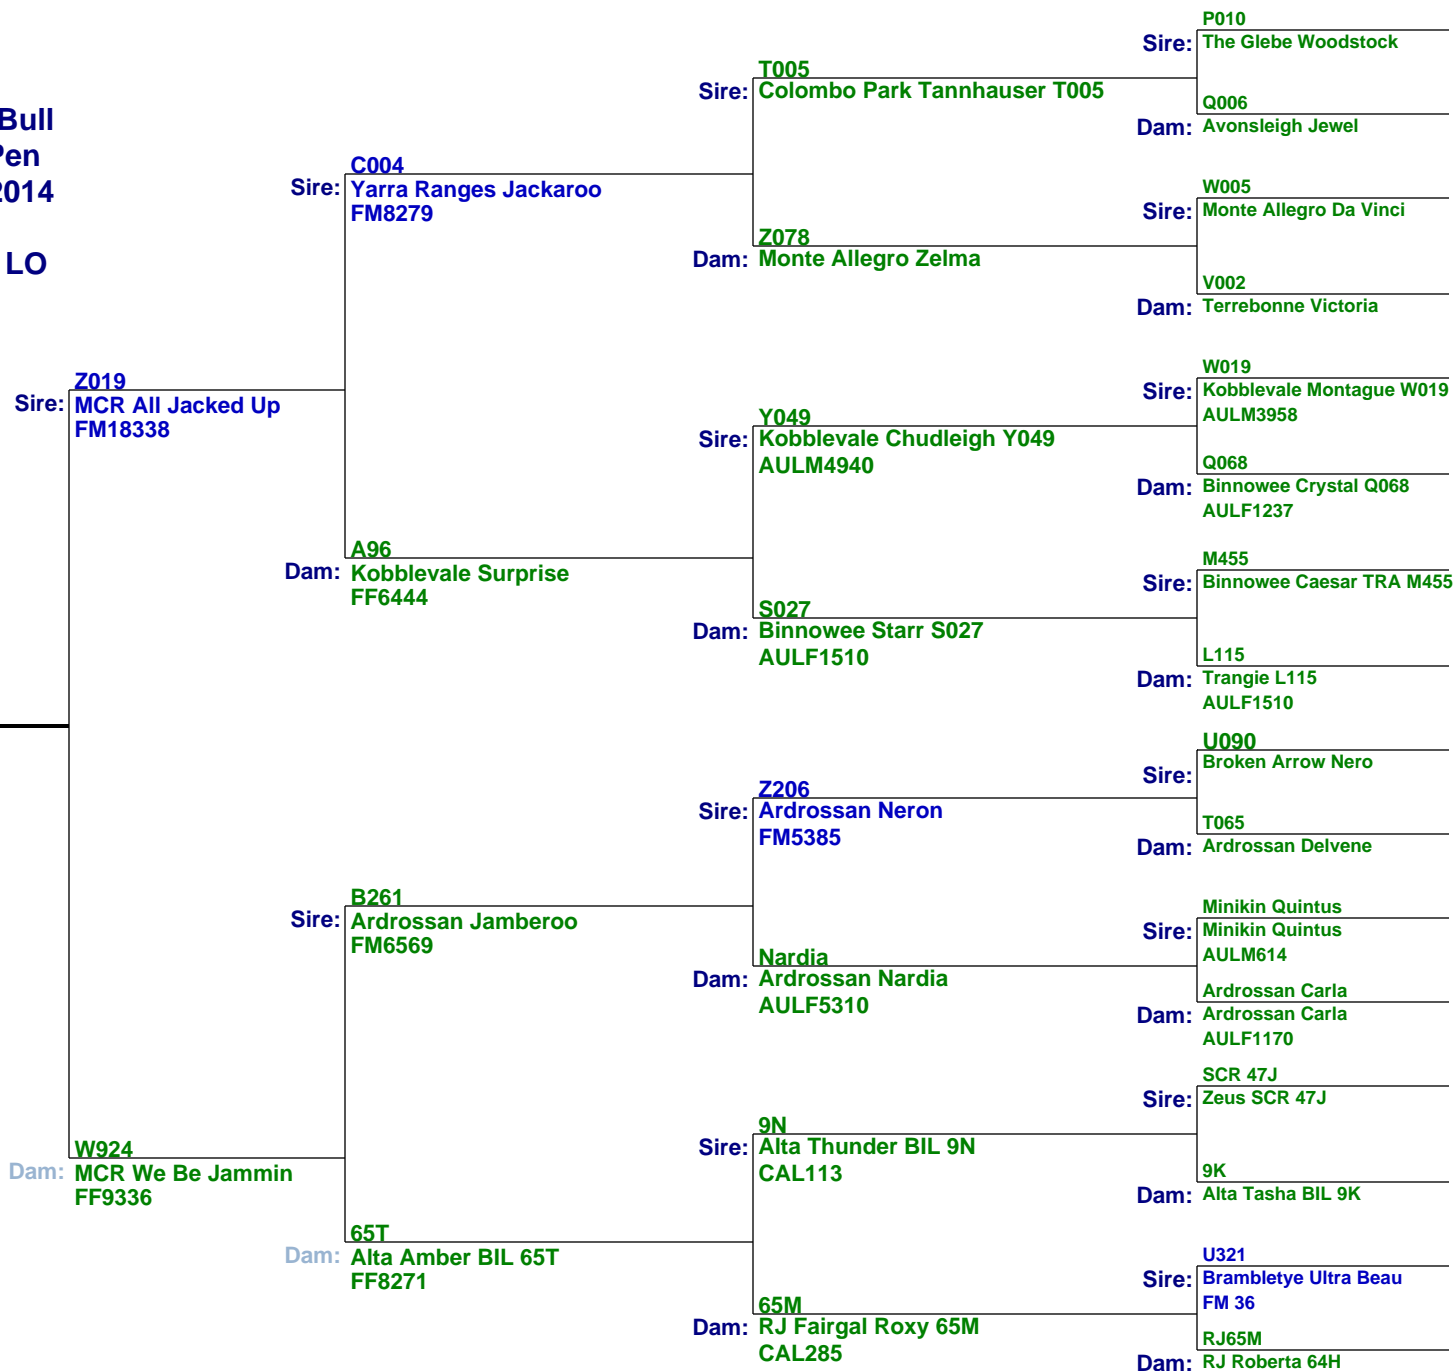 Bull
Pen
2014
LO
Z019
Sire: MCR All Jacked Up
FM18338
W924
Dam: MCR We Be Jammin
FF9336
C004
Sire: Yarra Ranges Jackaroo
FM8279
A96
Dam: Kobblevale Surprise
FF6444
B261
Sire: Ardrossan Jamberoo
FM6569
65T
Dam: Alta Amber BIL 65T
FF8271
T005
Sire: Colombo Park Tannhauser T005
Z078
Dam: Monte Allegro Zelma
Y049
Sire: Kobblevale Chudleigh Y049
AULM4940
S027
Dam: Binnowee Starr S027
AULF1510
Z206
Sire: Ardrossan Neron
FM5385
Nardia
Dam: Ardrossan Nardia
AULF5310
9N
Sire: Alta Thunder BIL 9N
CAL113
65M
Dam: RJ Fairgal Roxy 65M
CAL285
P010
Sire: The Glebe Woodstock
Q006
Dam: Avonsleigh Jewel
W005
Sire: Monte Allegro Da Vinci
V002
Dam: Terrebonne Victoria
W019
Sire: Kobblevale Montague W019
AULM3958
Q068
Dam: Binnowee Crystal Q068
AULF1237
M455
Sire: Binnowee Caesar TRA M455
L115
Dam: Trangie L115
AULF1510
U090
Sire: Broken Arrow Nero
T065
Dam: Ardrossan Delvene
Minikin Quintus
Sire: Minikin Quintus
AULM614
Ardrossan Carla
Dam: Ardrossan Carla
AULF1170
SCR 47J
Sire: Zeus SCR 47J
9K
Dam: Alta Tasha BIL 9K
U321
Sire: Brambletye Ultra Beau
FM 36
RJ65M
Dam: RJ Roberta 64H